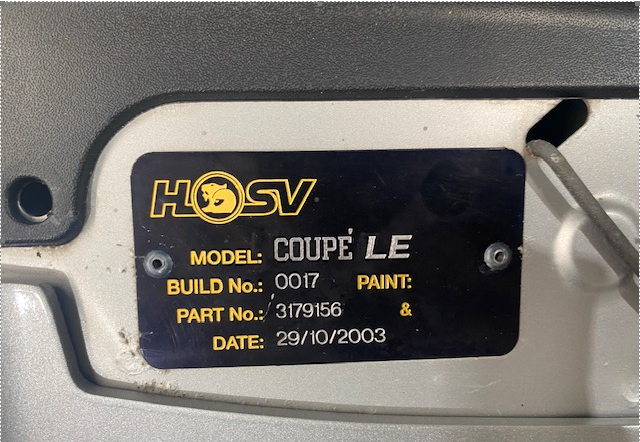 HSV
MODEL: COUPÉ LE
BUILD No.: 0017 PAINT:
PART No.: 3179156 &
DATE: 29/10/2003